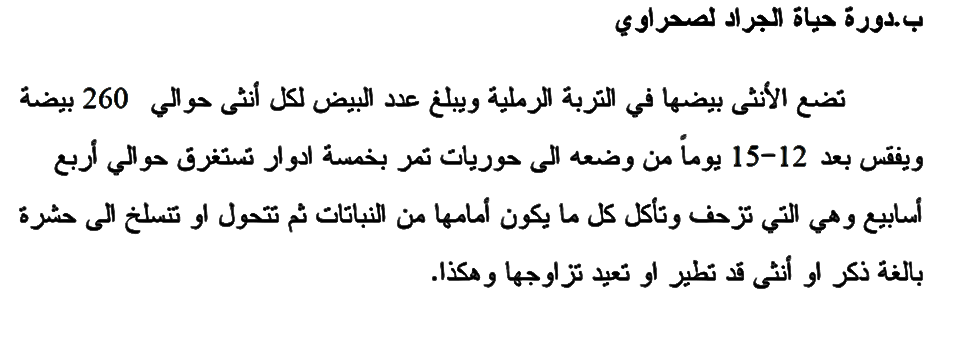 ب.دورة حياة الجراد لصحراوي
تضع الأنثى بيضها في التربة الرملية ويبلغ عدد البيض لكل أنثى حوالي 260 بيضة
ويفقس بعد 12-15 يوماً من وضعه الى حوريات تمر بخمسة ادوار تستغرق حوالي أربع
أسابيع وهي التي تزحف وتأكل كل ما يكون أمامها من النباتات ثم تتحول او تنسلخ الى حشرة
بالغة ذكر او أنثى قد تطير او تعيد تزاوجها وهكذا.